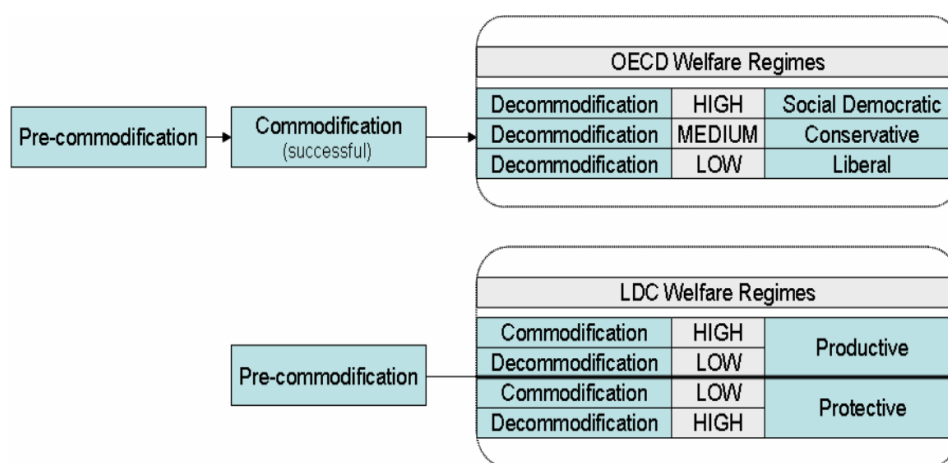 OECD Welfare Regimes
Pre-commodification
Commodification
(successful)
Decommodification HIGH Social Democratic
Decommodification MEDIUM Conservative
Decommodification LOW Liberal
LDC Welfare Regimes
Pre-commodification
Commodification HIGH
Decommodification LOW
Productive
Commodification LOW
Decommodification HIGH
Protective